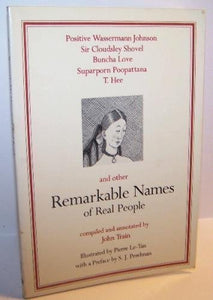 Positive Wassermann Johnson
Sir Cloudsley Shovel
Buncha Love
Suparporn Poopattana
T. Hee
and other
Remarkable Names
of Real People
compiled and annotated by
John Train
Illustrated by Pierre Le-Tan
with a Preface by S. J. Perelman